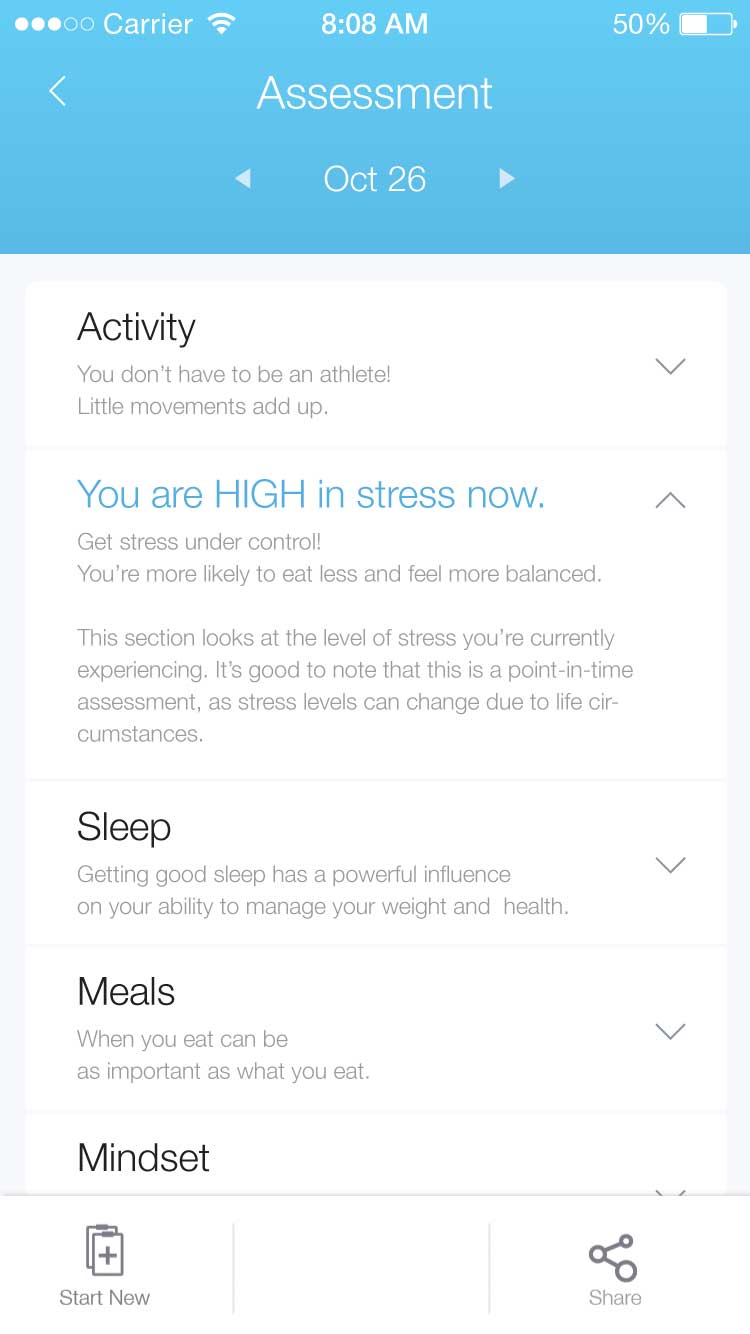 Carrier 8:08 AM 50%
Assessment
Oct 26
Activity
You don’t have to be an athlete!
Little movements add up.
You are HIGH in stress now.
Get stress under control!
You’re more likely to eat less and feel more balanced.
This section looks at the level of stress you’re currently
experiencing. It’s good to note that this is a point-in-time
assessment, as stress levels can change due to life cir-
cumstances.
Sleep
Getting good sleep has a powerful influence
on your ability to manage your weight and  health.
Meals
When you eat can be
as important as what you eat.
Mindset
Start New
Share